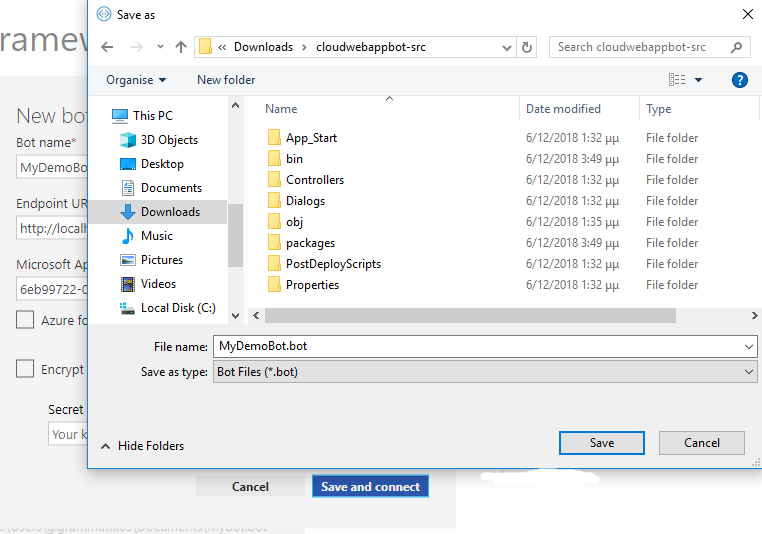 Save as
ramew
Downloads cloudwebappbot-src
Search cloudwebappbot-src
Organise
New folder
This PC
3D Objects
Desktop
Documents
Downloads
Music
Pictures
Videos
Local Disk (C:)
Name Date modified Type
App_Start 6/12/2018 1:32 μμ File folder
bin 6/12/2018 3:49 μμ File folder
Controllers 6/12/2018 1:32 μμ File folder
Dialogs 6/12/2018 1:32 μμ File folder
obj 6/12/2018 1:35 μμ File folder
packages 6/12/2018 3:49 μμ File folder
PostDeployScripts 6/12/2018 1:32 μμ File folder
Properties 6/12/2018 1:32 μμ File folder
File name: MyDemoBot.bot
Save as type: Bot Files (*.bot)
Hide Folders
Save
Cancel
New bot
Bot name*
MyDemoBo
Endpoint UR
http://localh
Microsoft Ap
6eb99722-0
Azure fo
Encrypt
Secret
Your k
Cancel
Save and connect